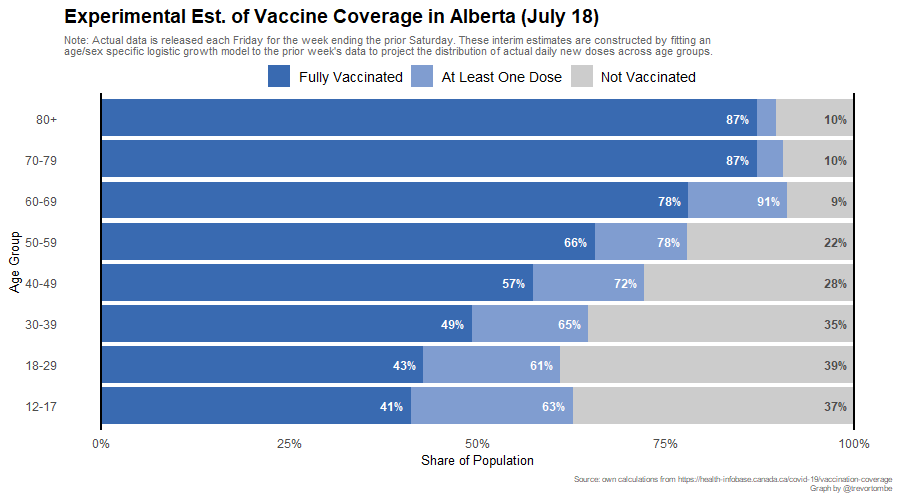 Experimental Est. of Vaccine Coverage in Alberta (July 18)
Note: Actual data is released each Friday for the week ending the prior Saturday. These interim estimates are constructed by fitting an
age/sex specific logistic growth model to the prior week's data to project the distribution of actual daily new doses across age groups.
Fully Vaccinated At Least One Dose Not Vaccinated
80+ 87% 10%
70-79 87% 10%
60-69 78% 91% 9%
50-59 66% 78% 22%
40-49 57% 72% 28%
30-39 49% 65% 35%
18-29 43% 61% 39%
12-17 41% 63% 37%
Age Group
0% 25% 50% 75% 100%
Share of Population
Source: own calculations from https://health-infobase.canada.ca/covid-19/vaccination-coverage
Graph by @trevortombe